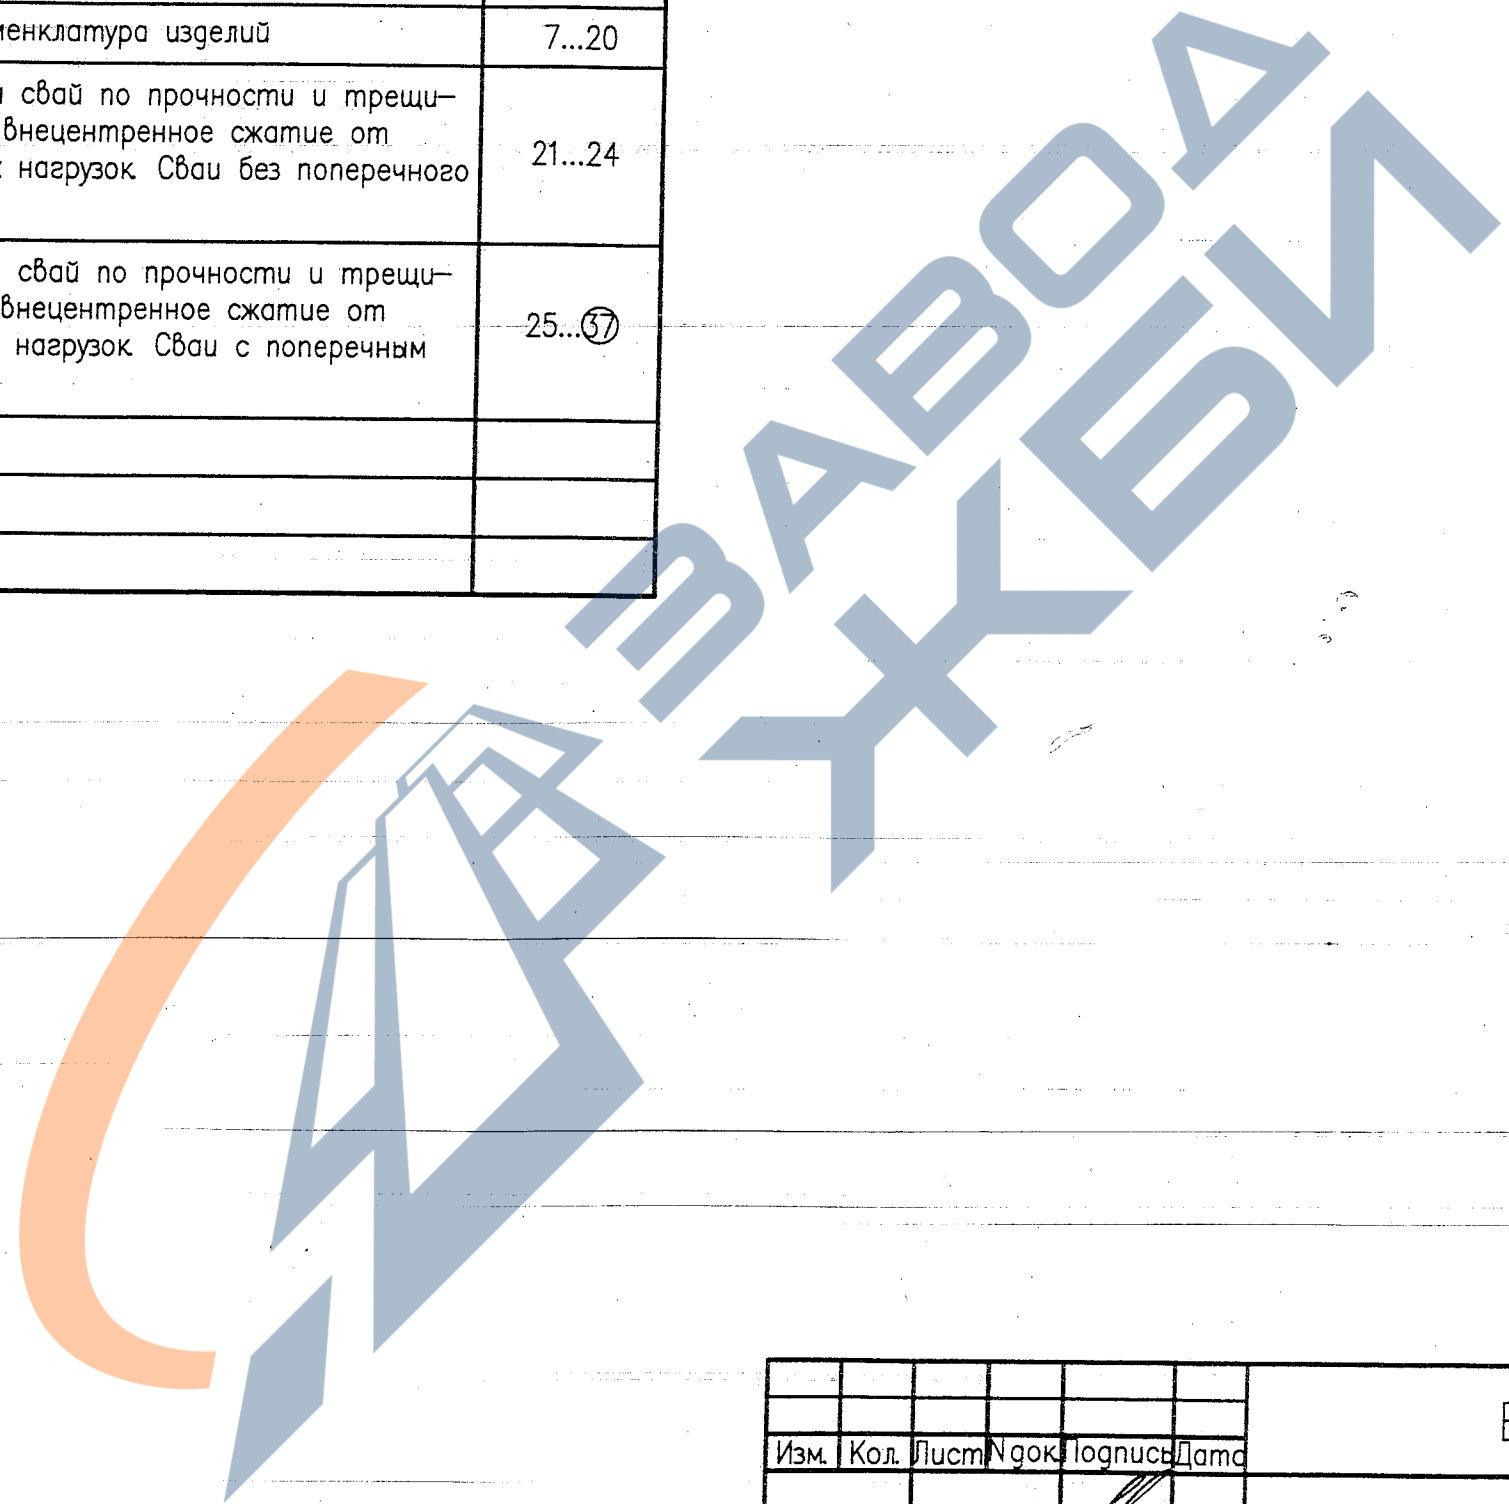 менклатура изделий 7...20
свай по прочности и трещи–
внецентренное сжатие от
нагрузок. Сваи без поперечного
21...24
свай по прочности и трещи–
внецентренное сжатие от
нагрузок. Сваи с поперечным
25...37
ЗАВОД
ЖБИ
Изм. Кол. Лист N док. Подпись Дата